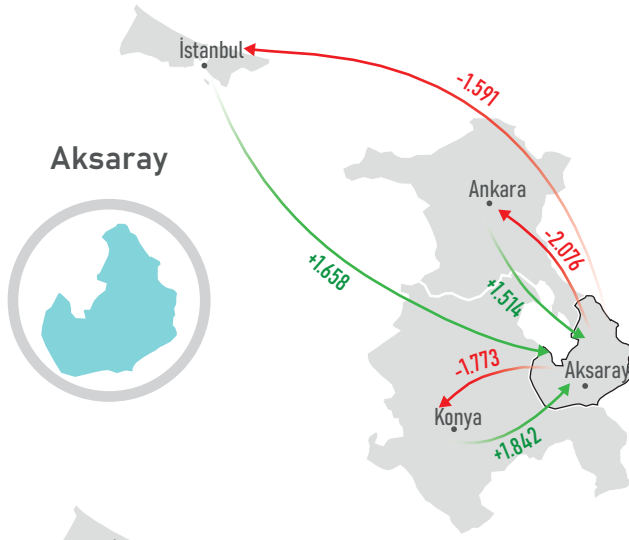 İstanbul
-1.591
Aksaray
Ankara
-2.076
+1.658
+1.514
-1.773
Aksaray
Konya
+1.842